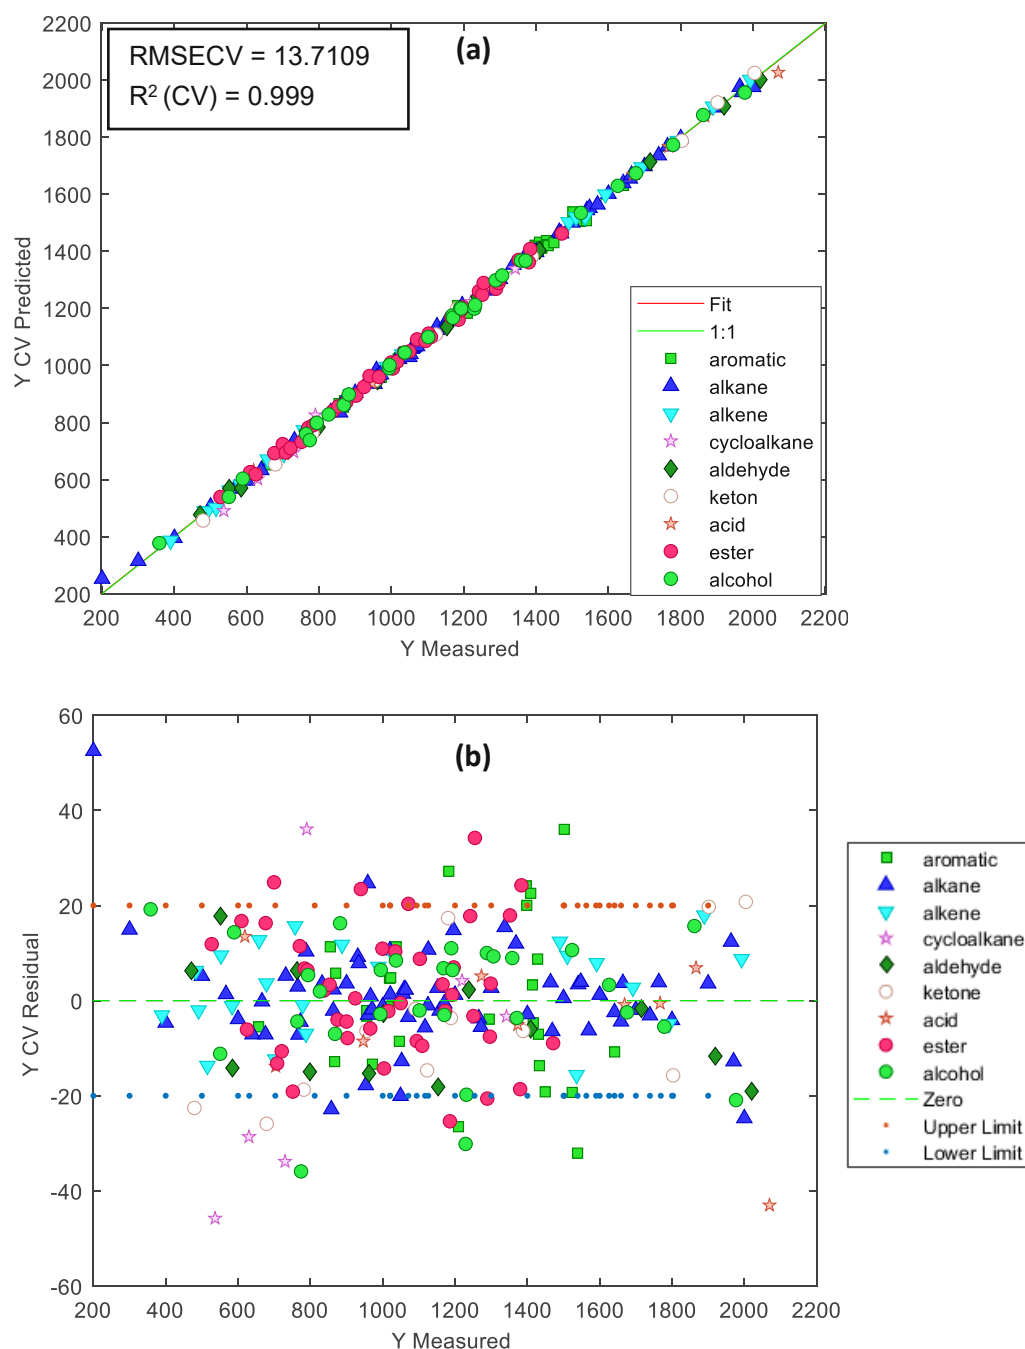 (a)
RMSECV = 13.7109
R² (CV) = 0.999
2200
2000
1800
1600
1400
1200
1000
800
600
400
200
Y CV Predicted
Fit
1:1
aromatic
alkane
alkene
cycloalkane
aldehyde
keton
acid
ester
alcohol
200 400 600 800 1000 1200 1400 1600 1800 2000 2200
Y Measured
(b)
60
40
20
0
-20
-40
-60
Y CV Residual
aromatic
alkane
alkene
cycloalkane
aldehyde
ketone
acid
ester
alcohol
Zero
Upper Limit
Lower Limit
200 400 600 800 1000 1200 1400 1600 1800 2000 2200
Y Measured